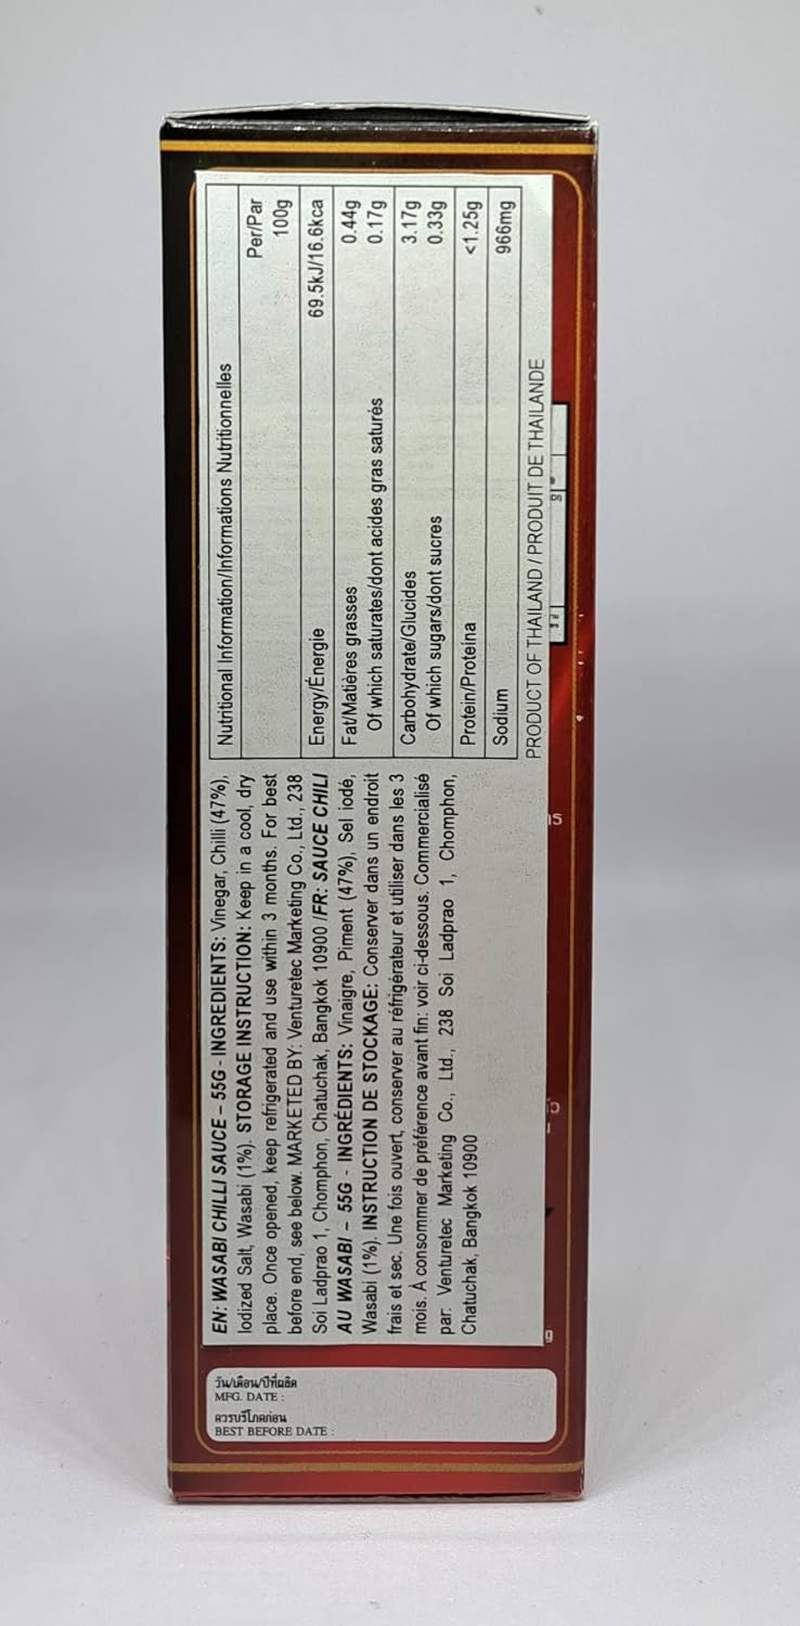 EN: WASABI CHILLI SAUCE – 55G - INGREDIENTS: Vinegar, Chilli (47%),
Iodized Salt, Wasabi (1%). STORAGE INSTRUCTION: Keep in a cool, dry
place. Once opened, keep refrigerated and use within 3 months. For best
before end, see below. MARKETED BY: Venturetec Marketing Co., Ltd., 238
Soi Ladprao 1, Chomphon, Chatuchak, Bangkok 10900 /FR: SAUCE CHILI
AU WASABI – 55G - INGRÉDIENTS: Vinaigre, Piment (47%), Sel iodé,
Wasabi (1%). INSTRUCTION DE STOCKAGE: Conserver dans un endroit
frais et sec. Une fois ouvert, conserver au réfrigérateur et utiliser dans les 3
mois. À consommer de préférence avant fin: voir ci-dessous. Commercialisé
par: Venturetec Marketing Co., Ltd., 238 Soi Ladprao 1, Chomphon,
Chatuchak, Bangkok 10900
Nutritional Information/Informations Nutritionnelles
Per/Par
100g
Energy/Énergie 69.5kJ/16.6kca
Fat/Matières grasses 0.44g
Of which saturates/dont acides gras saturés 0.17g
Carbohydrate/Glucides 3.17g
Of which sugars/dont sucres 0.33g
Protein/Proteina <1.25g
Sodium 966mg
PRODUCT OF THAILAND / PRODUIT DE THAILANDE
วัน/เดือน/ปีที่ผลิต
MFG. DATE :
ควรบริโภคก่อน
BEST BEFORE DATE :